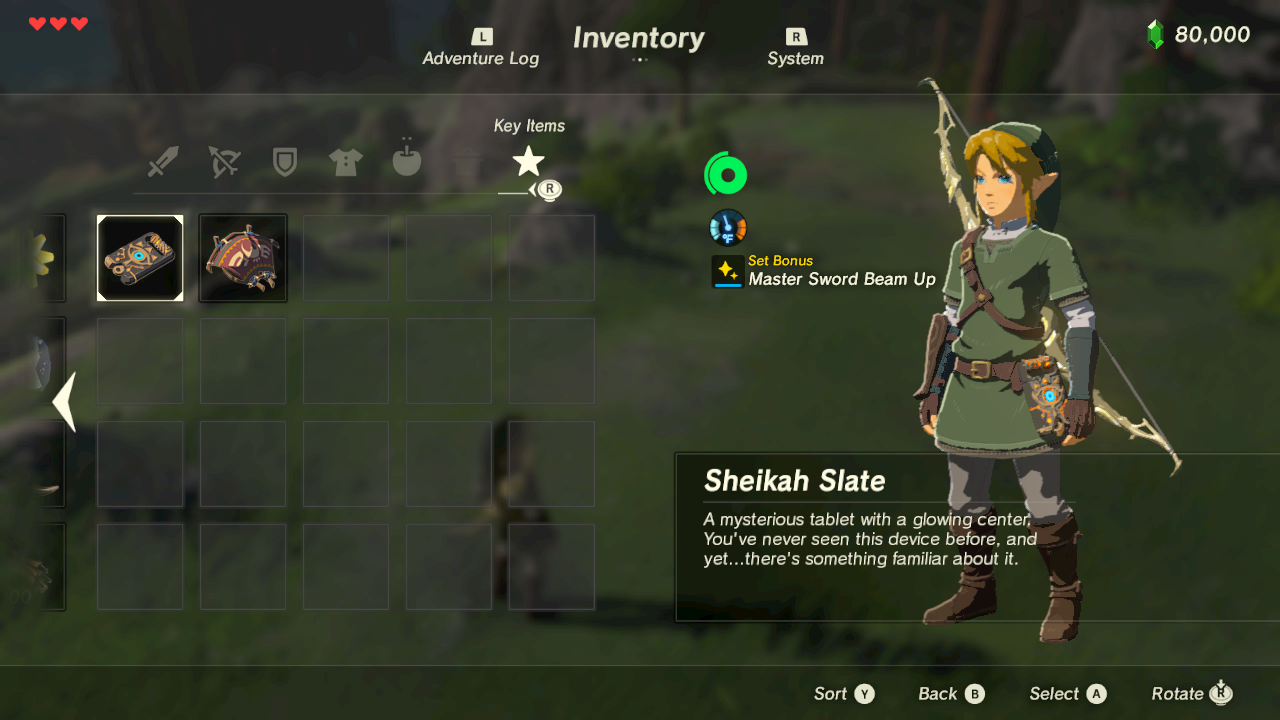 L
Inventory
R
80,000
Adventure Log
System
Key Items
R
°F
Set Bonus
Master Sword Beam Up
Sheikah Slate
A mysterious tablet with a glowing center.
You've never seen this device before, and
yet...there's something familiar about it.
Sort Y
Back B
Select A
Rotate R